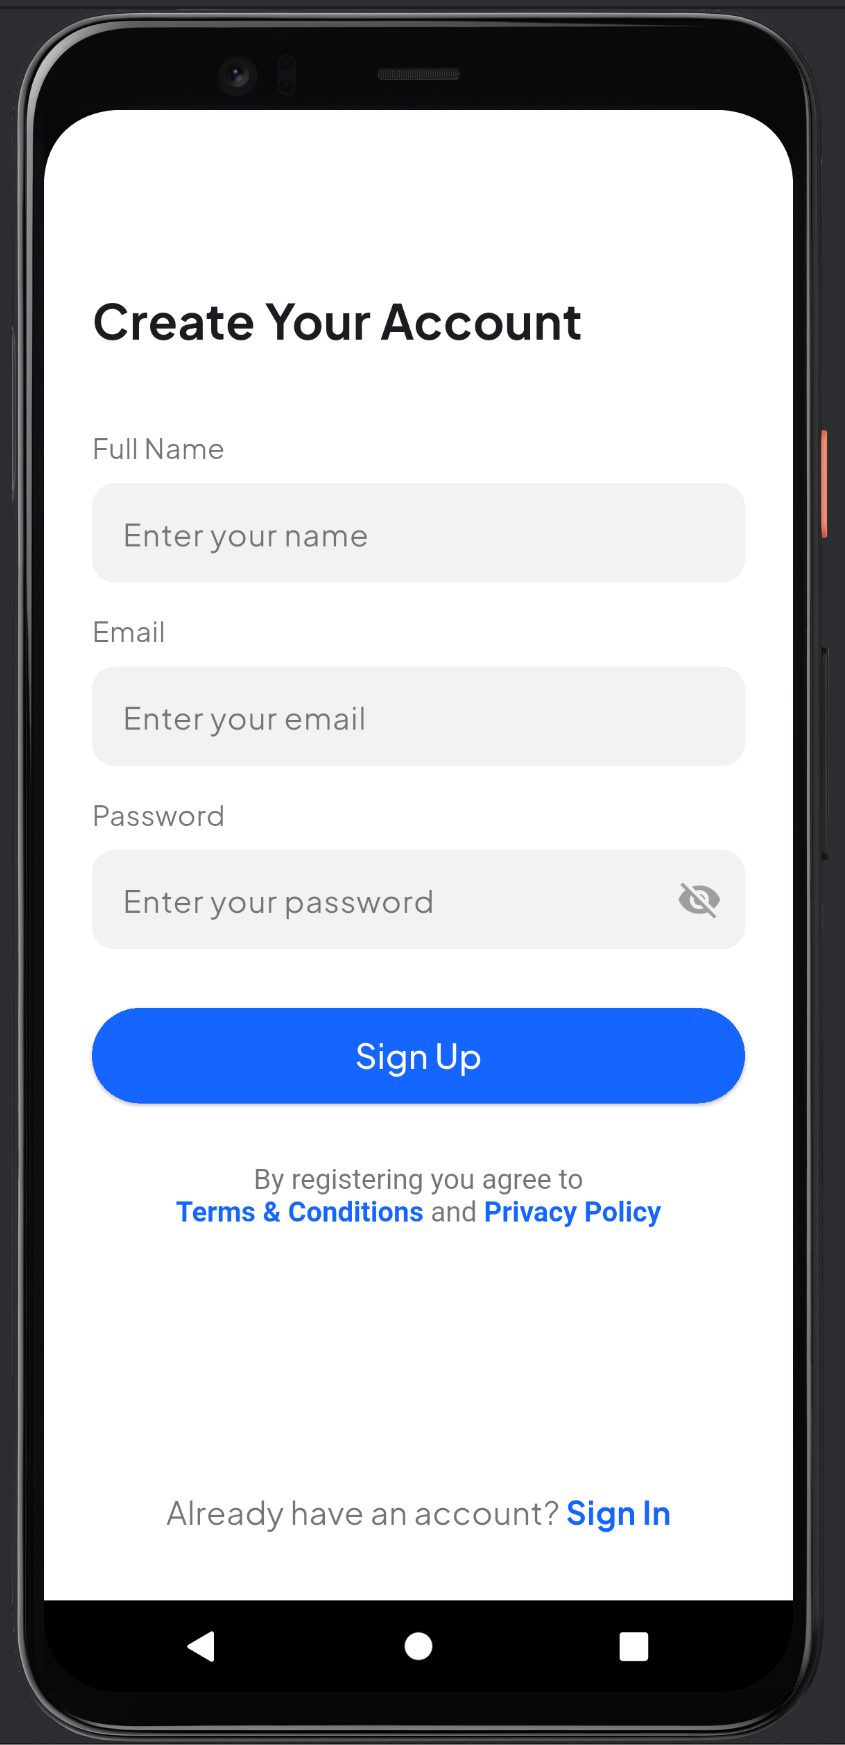 Create Your Account
Full Name
Enter your name
Email
Enter your email
Password
Enter your password
Sign Up
By registering you agree to
Terms & Conditions and Privacy Policy
Already have an account? Sign In